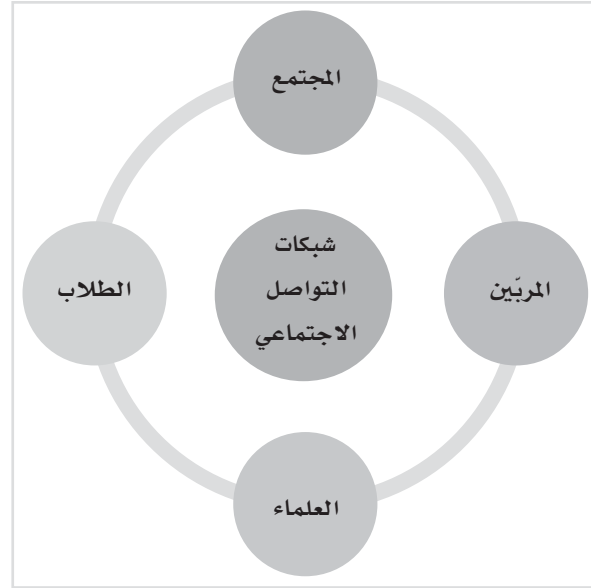 المجتمع
شبكات
التواصل
الاجتماعي
المربّين
الطلاب
العلماء